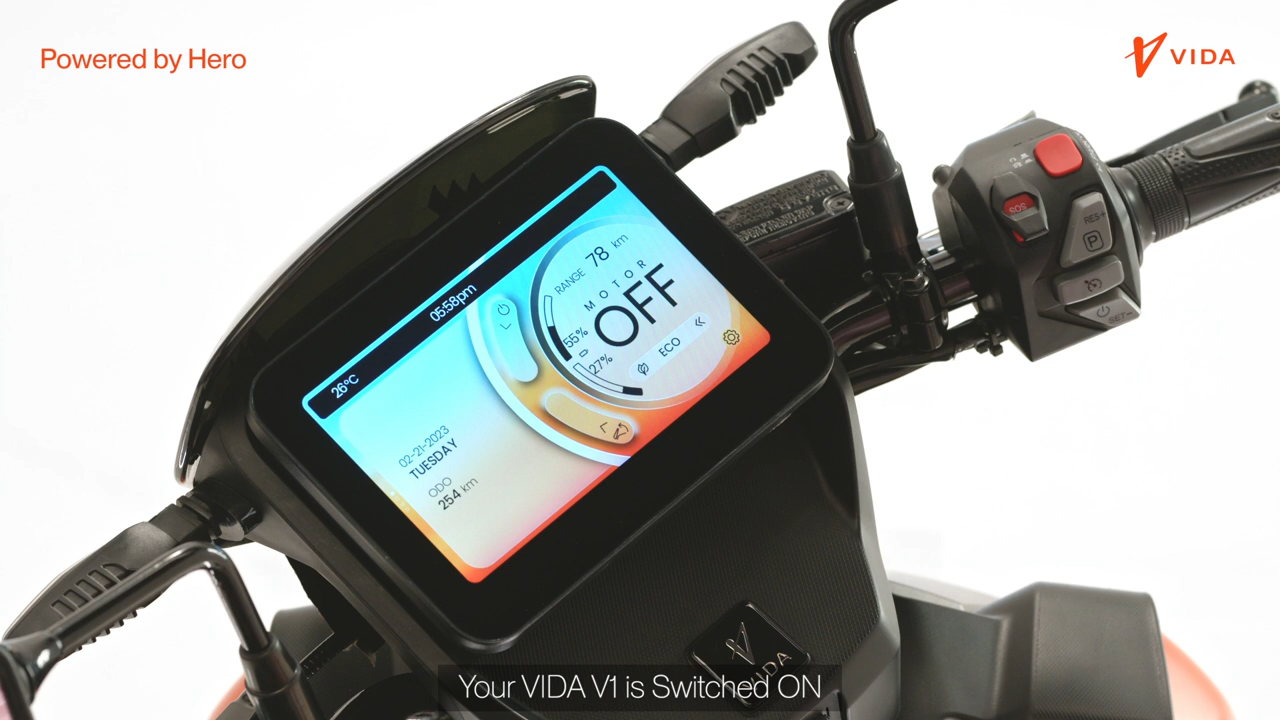 Powered by Hero
VIDA
05:58pm
26°C
RANGE 78 km
MOTOR
OFF
55%
27%
ECO
02-21-2023
TUESDAY
ODO
254 km
SOS
RES+
P
SET−
VIDA
Your VIDA V1 is Switched ON